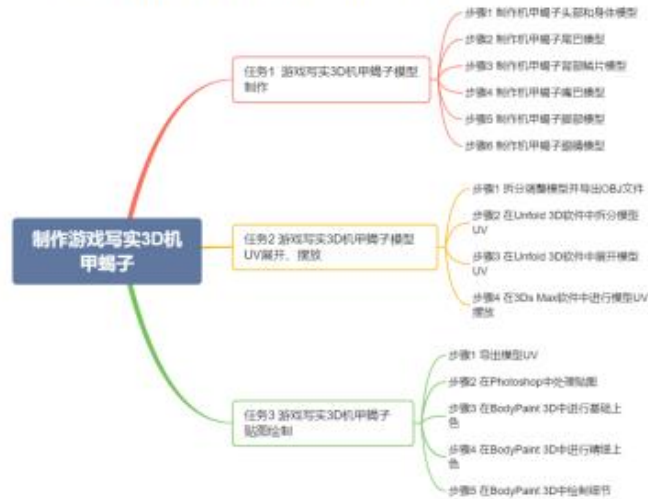 制作游戏写实3D机
甲蝎子
任务1 游戏写实3D机甲蝎子模型
制作
步骤1 制作机甲蝎子头部和身体模型
步骤2 制作机甲蝎子尾巴模型
步骤3 制作机甲蝎子背部鳞片模型
步骤4 制作机甲蝎子嘴巴模型
步骤5 制作机甲蝎子腿部模型
步骤6 制作机甲蝎子眼睛模型
任务2 游戏写实3D机甲蝎子模型
UV展开、摆放
步骤1 拆分端整模型并导出OBJ文件
步骤2 在Unfold 3D软件中拆分模型
UV
步骤3 在Unfold 3D软件中展开模型
UV
步骤4 在3Ds Max软件中进行模型UV
摆放
任务3 游戏写实3D机甲蝎子
贴图绘制
步骤1 导出模型UV
步骤2 在Photoshop中处理贴图
步骤3 在BodyPaint 3D中进行基础上
色
步骤4 在BodyPaint 3D中进行精细上
色
步骤5 在BodyPaint 3D中绘制细节